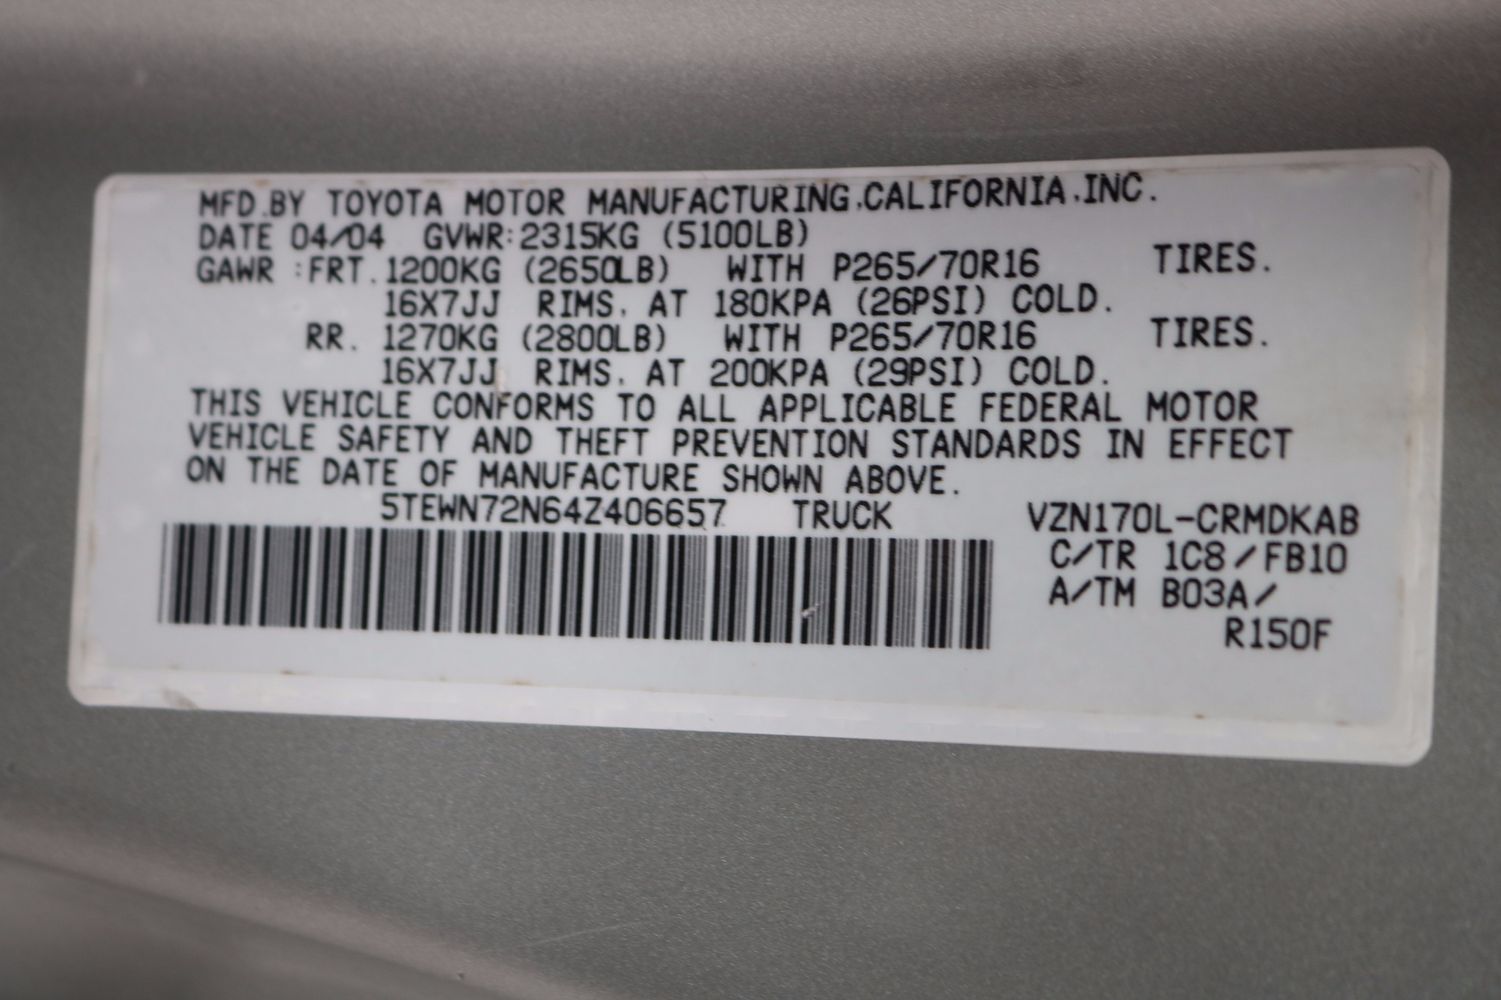 MFD.BY TOYOTA MOTOR MANUFACTURING,CALIFORNIA,INC.
DATE 04/04 GVWR:2315KG (5100LB)
GAWR :FRT. 1200KG (2650LB) WITH P265/70R16 TIRES.
16X7JJ RIMS, AT 180KPA (26PSI) COLD.
RR. 1270KG (2800LB) WITH P265/70R16 TIRES.
16X7JJ RIMS, AT 200KPA (29PSI) COLD.
THIS VEHICLE CONFORMS TO ALL APPLICABLE FEDERAL MOTOR
VEHICLE SAFETY AND THEFT PREVENTION STANDARDS IN EFFECT
ON THE DATE OF MANUFACTURE SHOWN ABOVE.
5TEWN72N64Z406657 TRUCK VZN170L-CRMDKAB
C/TR 1C8/FB10
A/TM B03A/
R150F